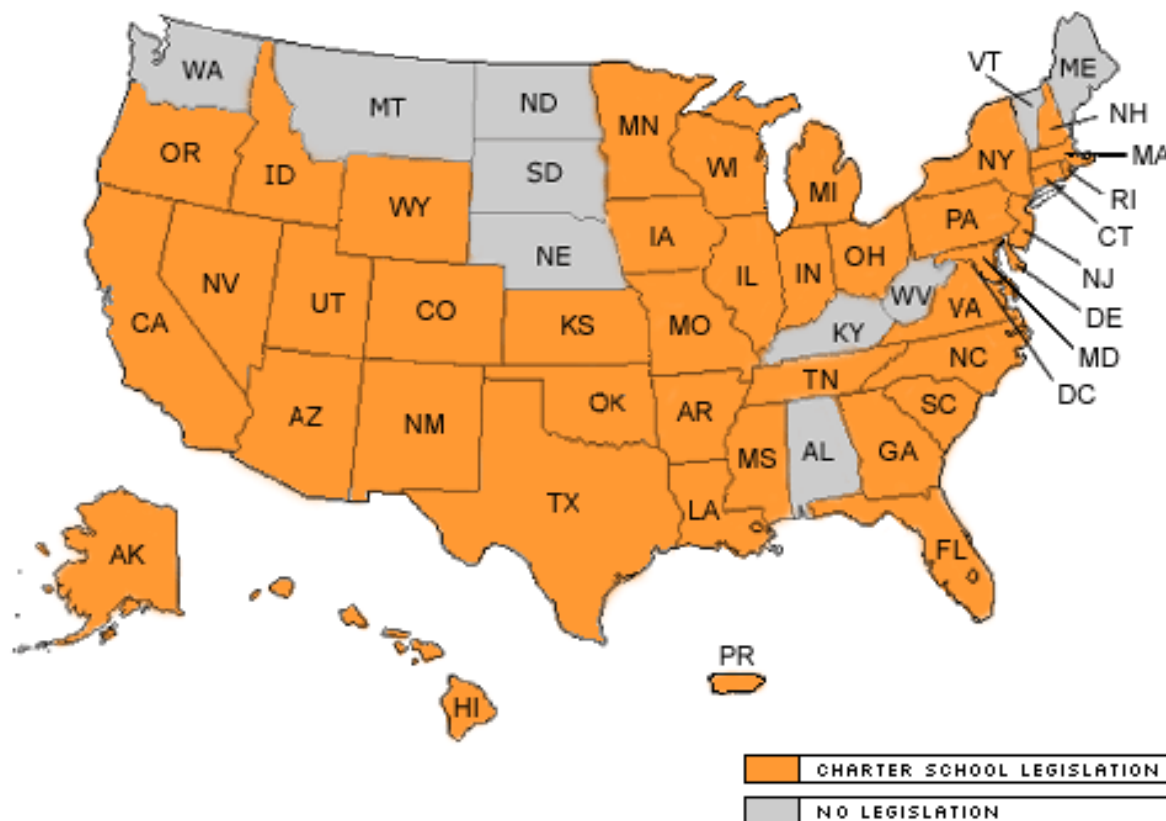 WA
MT
ND
MN
VT
ME
NH
MA
RI
CT
NJ
DE
MD
DC
OR
ID
WY
SD
WI
MI
NY
PA
NE
IA
IL
IN
OH
WV
VA
NV
UT
CO
KS
MO
KY
CA
AZ
NM
OK
AR
TN
NC
SC
MS
AL
GA
TX
LA
FL
AK
HI
PR
CHARTER SCHOOL LEGISLATION
NO LEGISLATION